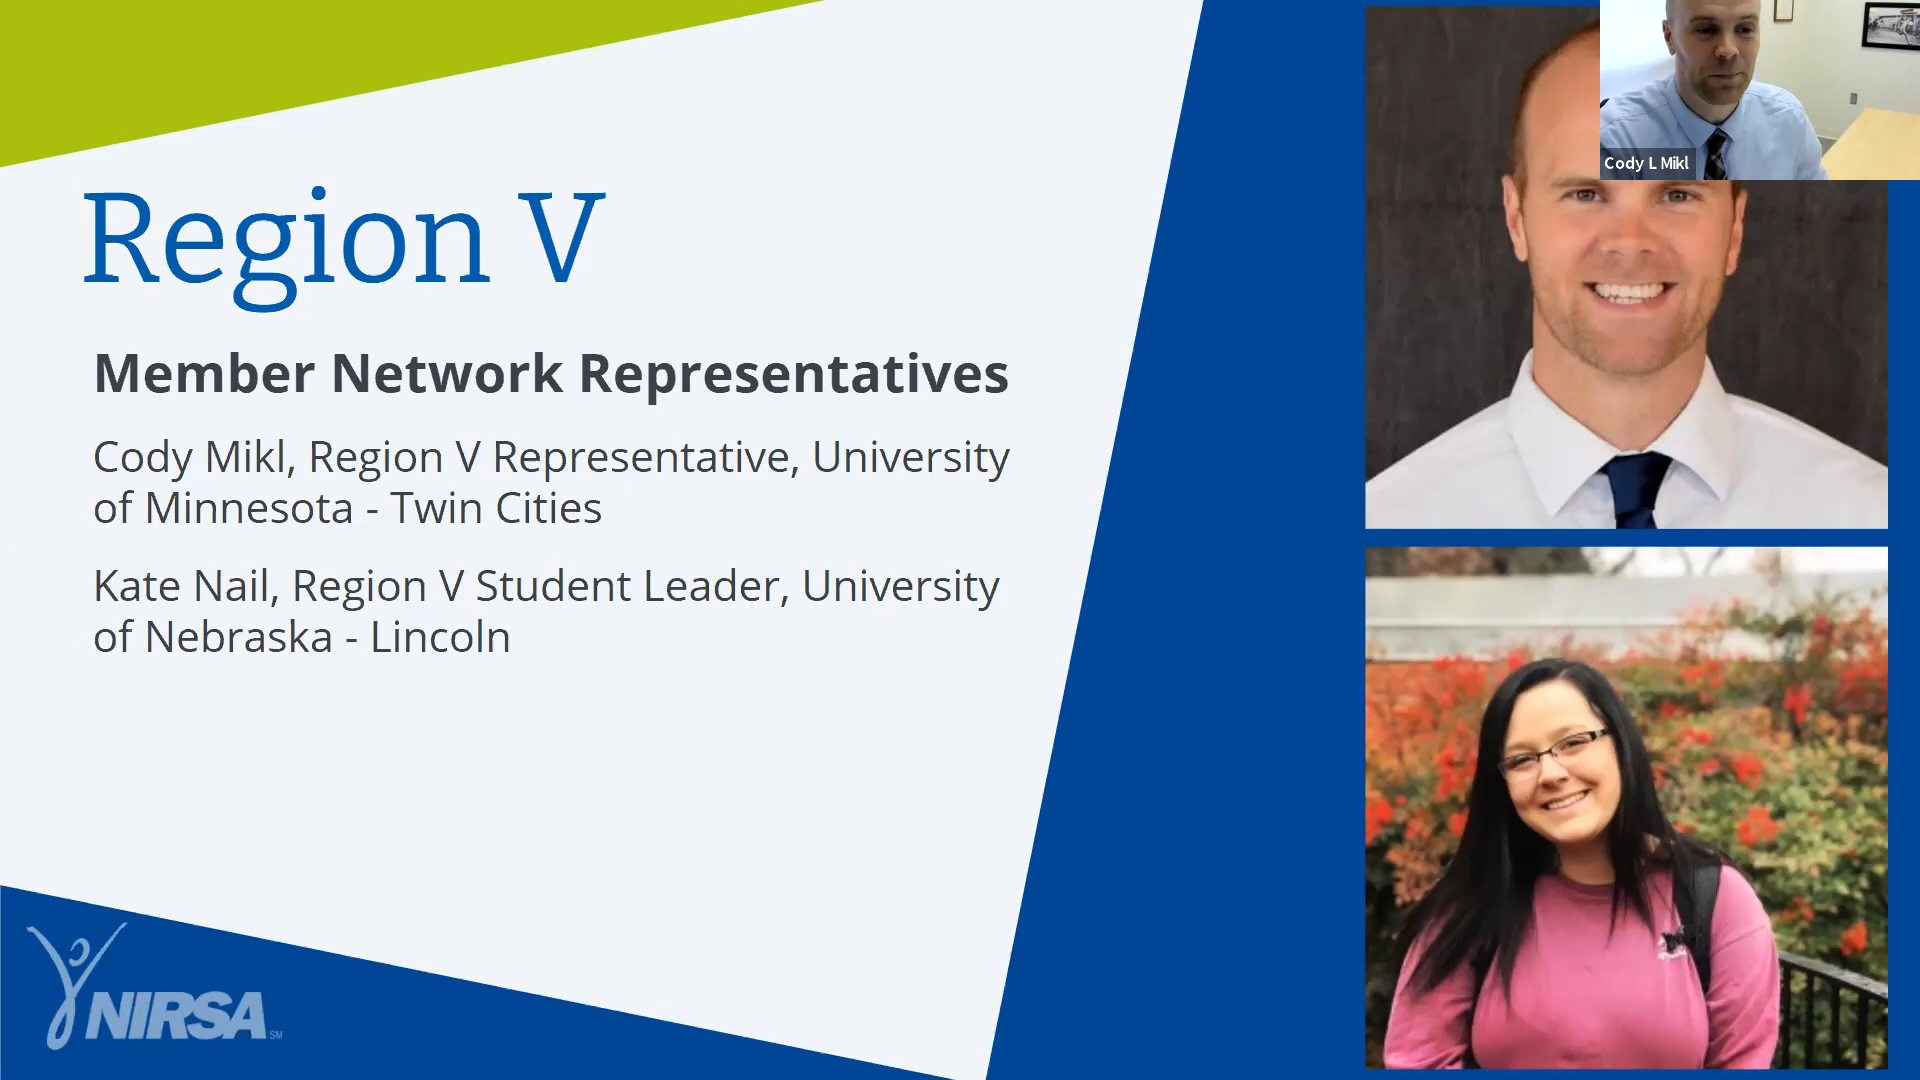 Region V
Member Network Representatives
Cody Mikl, Region V Representative, University
of Minnesota - Twin Cities
Kate Nail, Region V Student Leader, University
of Nebraska - Lincoln
Cody L Mikl
NIRSA
SM